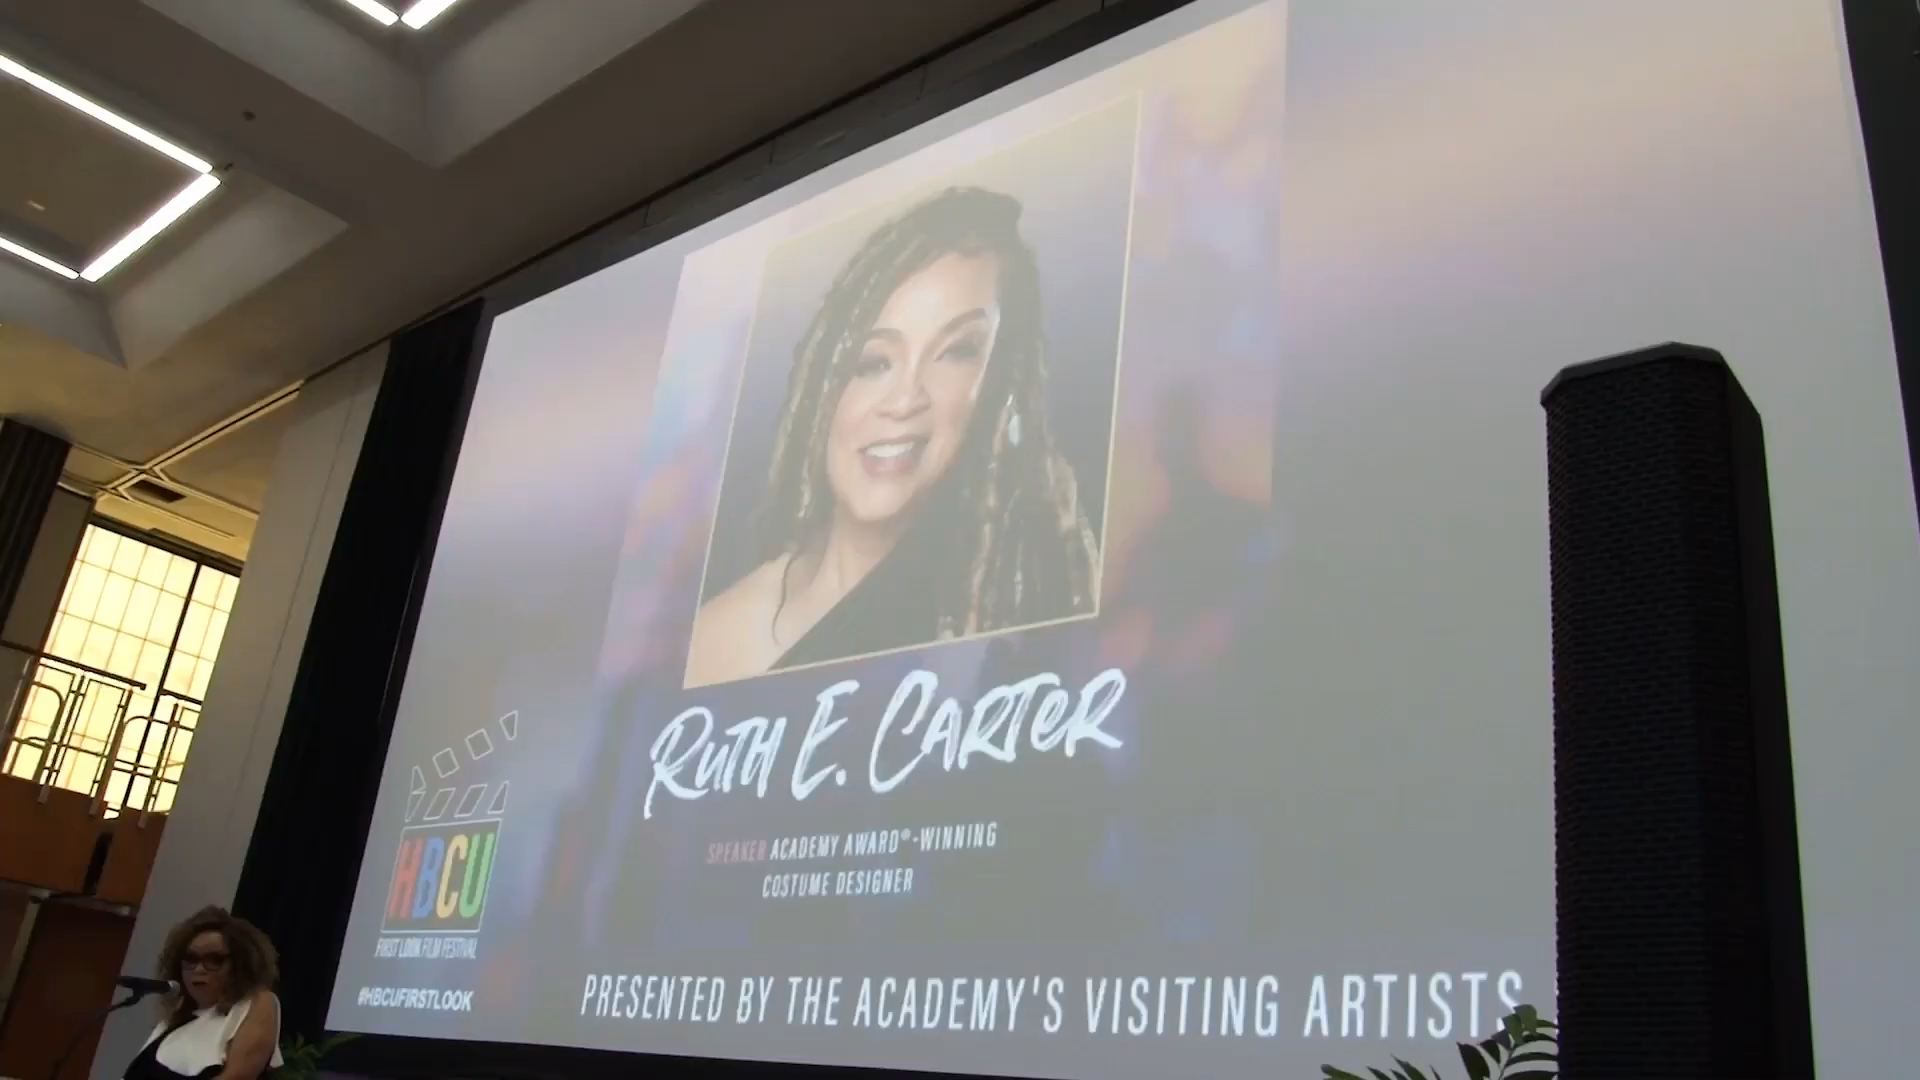 RUTH E. CARTER
SPEAKER ACADEMY AWARD®-WINNING
COSTUME DESIGNER
HBCU
FIRST LOOK FILM FESTIVAL
#HBCUFIRSTLOOK
PRESENTED BY THE ACADEMY'S VISITING ARTISTS